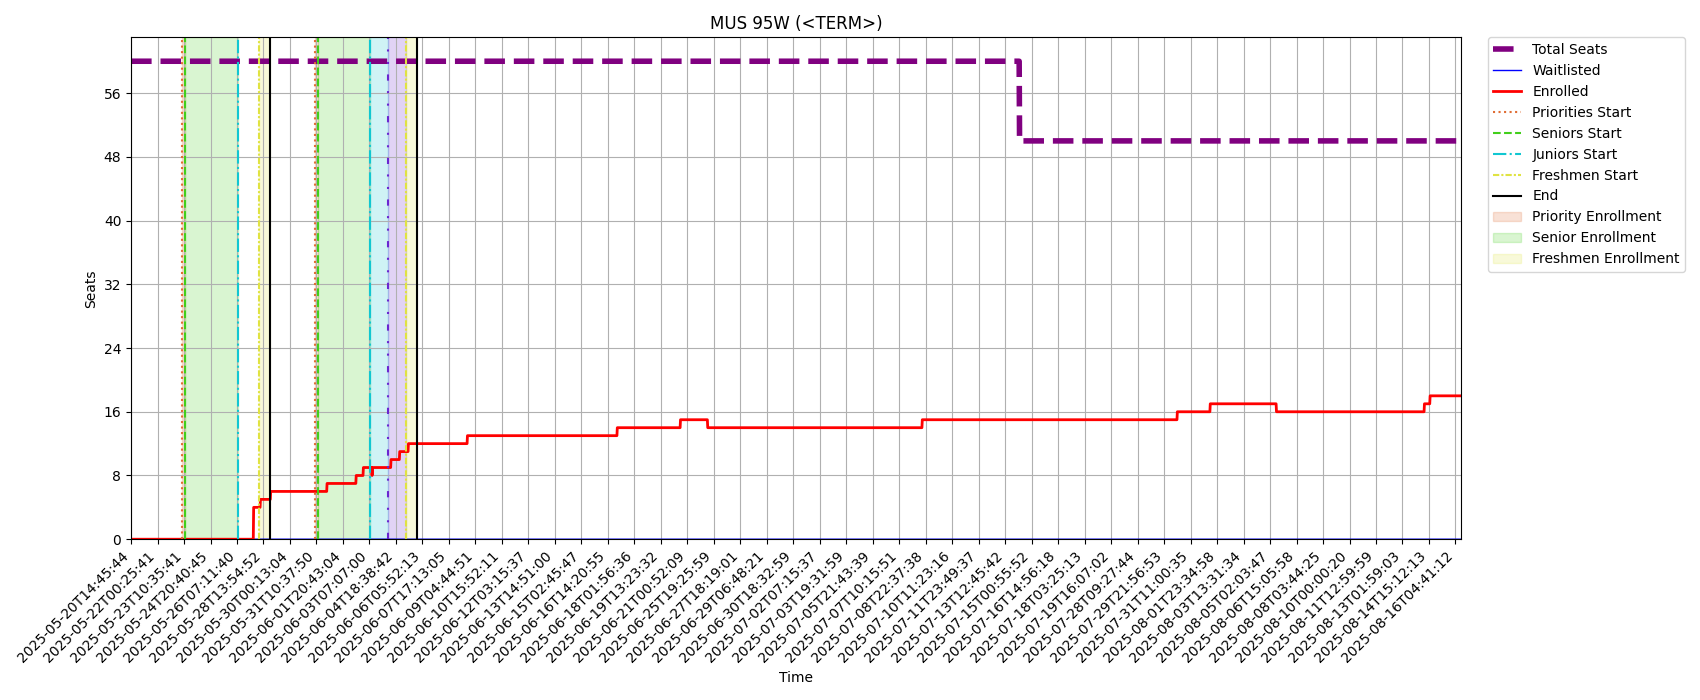 MUS 95W (<TERM>)
Total Seats
Waitlisted
Enrolled
Priorities Start
Seniors Start
Juniors Start
Freshmen Start
End
Priority Enrollment
Senior Enrollment
Freshmen Enrollment
Seats
56
48
40
32
24
16
8
0
2025-05-20T14:45:44
2025-05-22T00:25:41
2025-05-23T10:35:41
2025-05-24T20:40:45
2025-05-26T07:11:40
2025-05-28T13:54:52
2025-05-30T00:13:04
2025-05-31T10:37:50
2025-06-01T20:43:04
2025-06-03T07:07:00
2025-06-04T18:38:42
2025-06-06T05:52:13
2025-06-07T17:13:05
2025-06-09T04:44:51
2025-06-10T15:52:11
2025-06-12T03:15:37
2025-06-13T14:51:00
2025-06-15T02:45:47
2025-06-16T14:20:55
2025-06-18T01:56:36
2025-06-19T13:23:32
2025-06-21T00:52:09
2025-06-25T19:25:59
2025-06-27T18:19:01
2025-06-29T06:48:21
2025-06-30T18:32:59
2025-07-02T07:15:37
2025-07-03T19:31:59
2025-07-05T21:43:39
2025-07-07T10:15:51
2025-07-08T22:37:38
2025-07-10T11:23:16
2025-07-11T23:49:37
2025-07-13T12:45:42
2025-07-15T00:55:52
2025-07-16T14:56:18
2025-07-18T03:25:13
2025-07-19T16:07:02
2025-07-28T09:27:44
2025-07-29T21:56:53
2025-07-31T11:00:35
2025-08-01T23:34:58
2025-08-03T13:31:34
2025-08-05T02:03:47
2025-08-06T15:05:58
2025-08-08T03:44:25
2025-08-10T00:00:20
2025-08-11T12:59:59
2025-08-13T01:59:03
2025-08-14T15:12:13
2025-08-16T04:41:12
Time